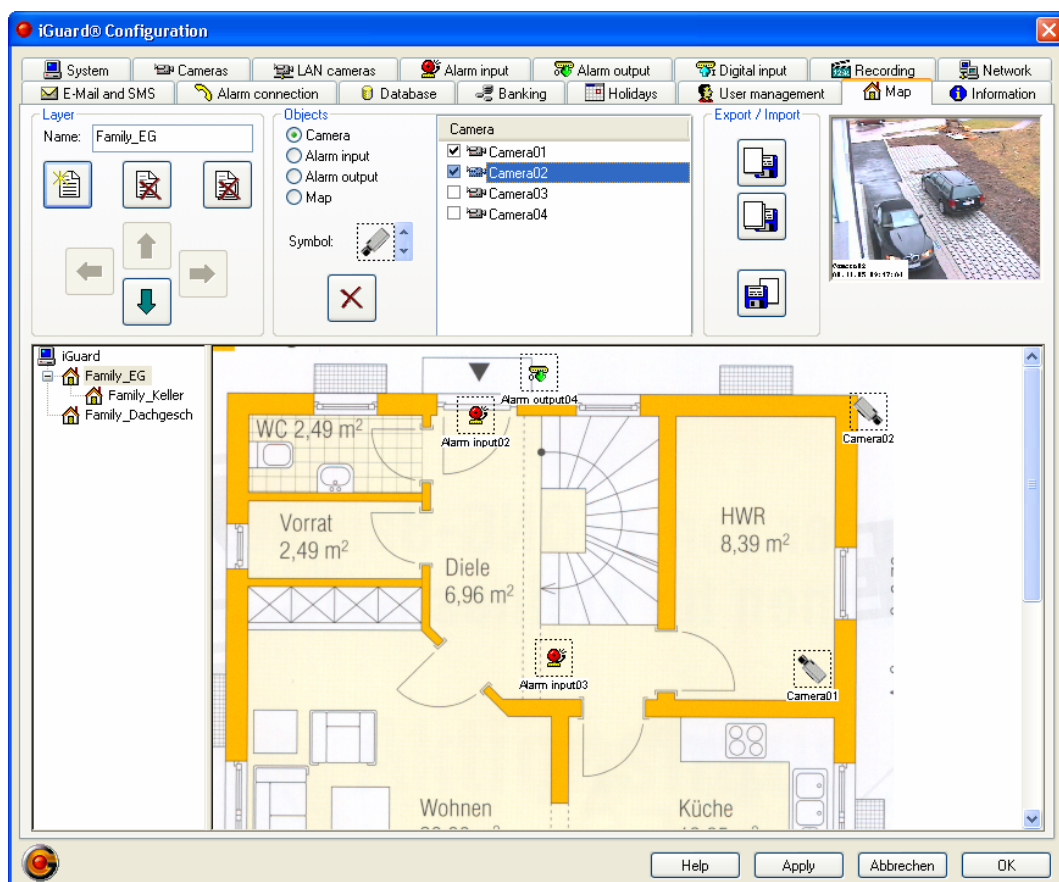 iGuard® Configuration
System
Cameras
LAN cameras
Alarm input
Alarm output
Digital input
Recording
Network
E-Mail and SMS
Alarm connection
Database
Banking
Holidays
User management
Map
Information
Layer
Name:
Family_EG
Objects
Camera
Alarm input
Alarm output
Map
Symbol:
Camera
Camera01
Camera02
Camera03
Camera04
Export / Import
Camera02
iGuard
Family_EG
Family_Keller
Family_Dachgesch
Alarm output04
Alarm input02
Camera02
WC 2,49 m²
Vorrat
2,49 m²
Diele
6,96 m²
HWR
8,39 m²
Alarm input03
Camera01
Wohnen
Küche
Help
Apply
Abbrechen
OK